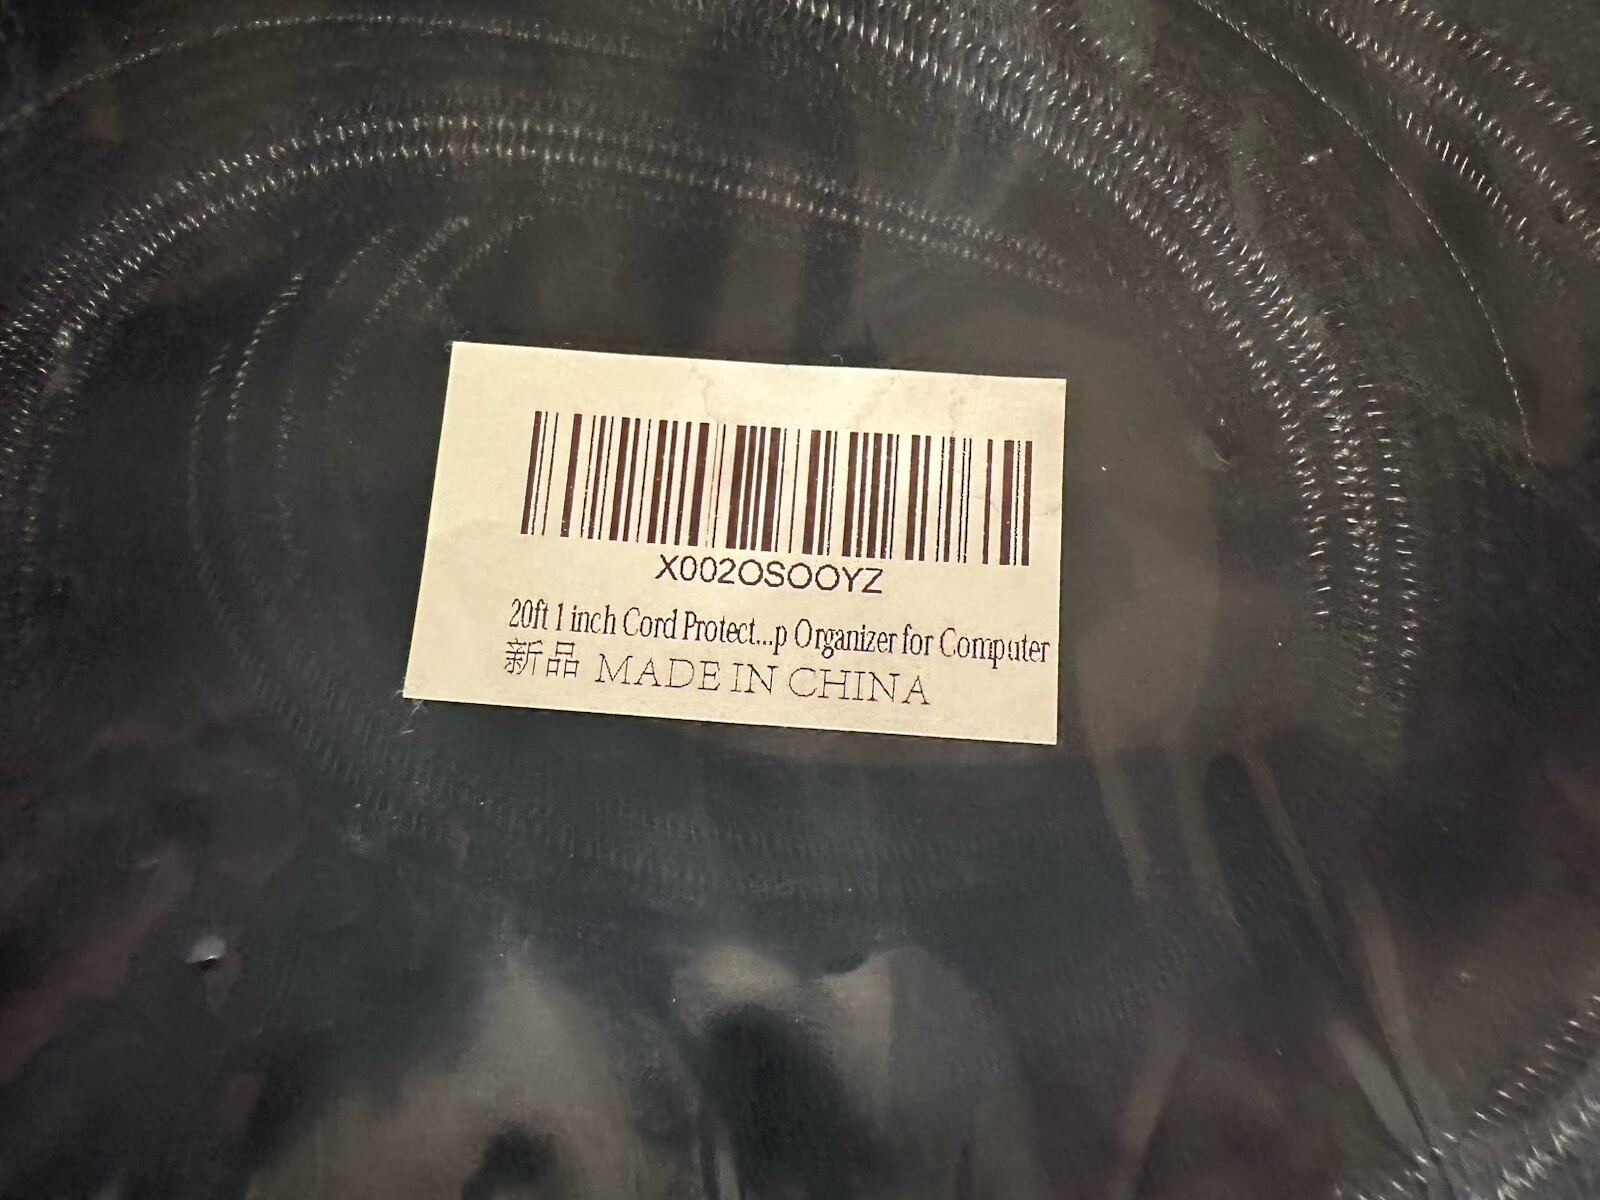 X002OSOOYZ
20ft 1 inch Cord Protect...p Organizer for Computer
新品 MADE IN CHINA